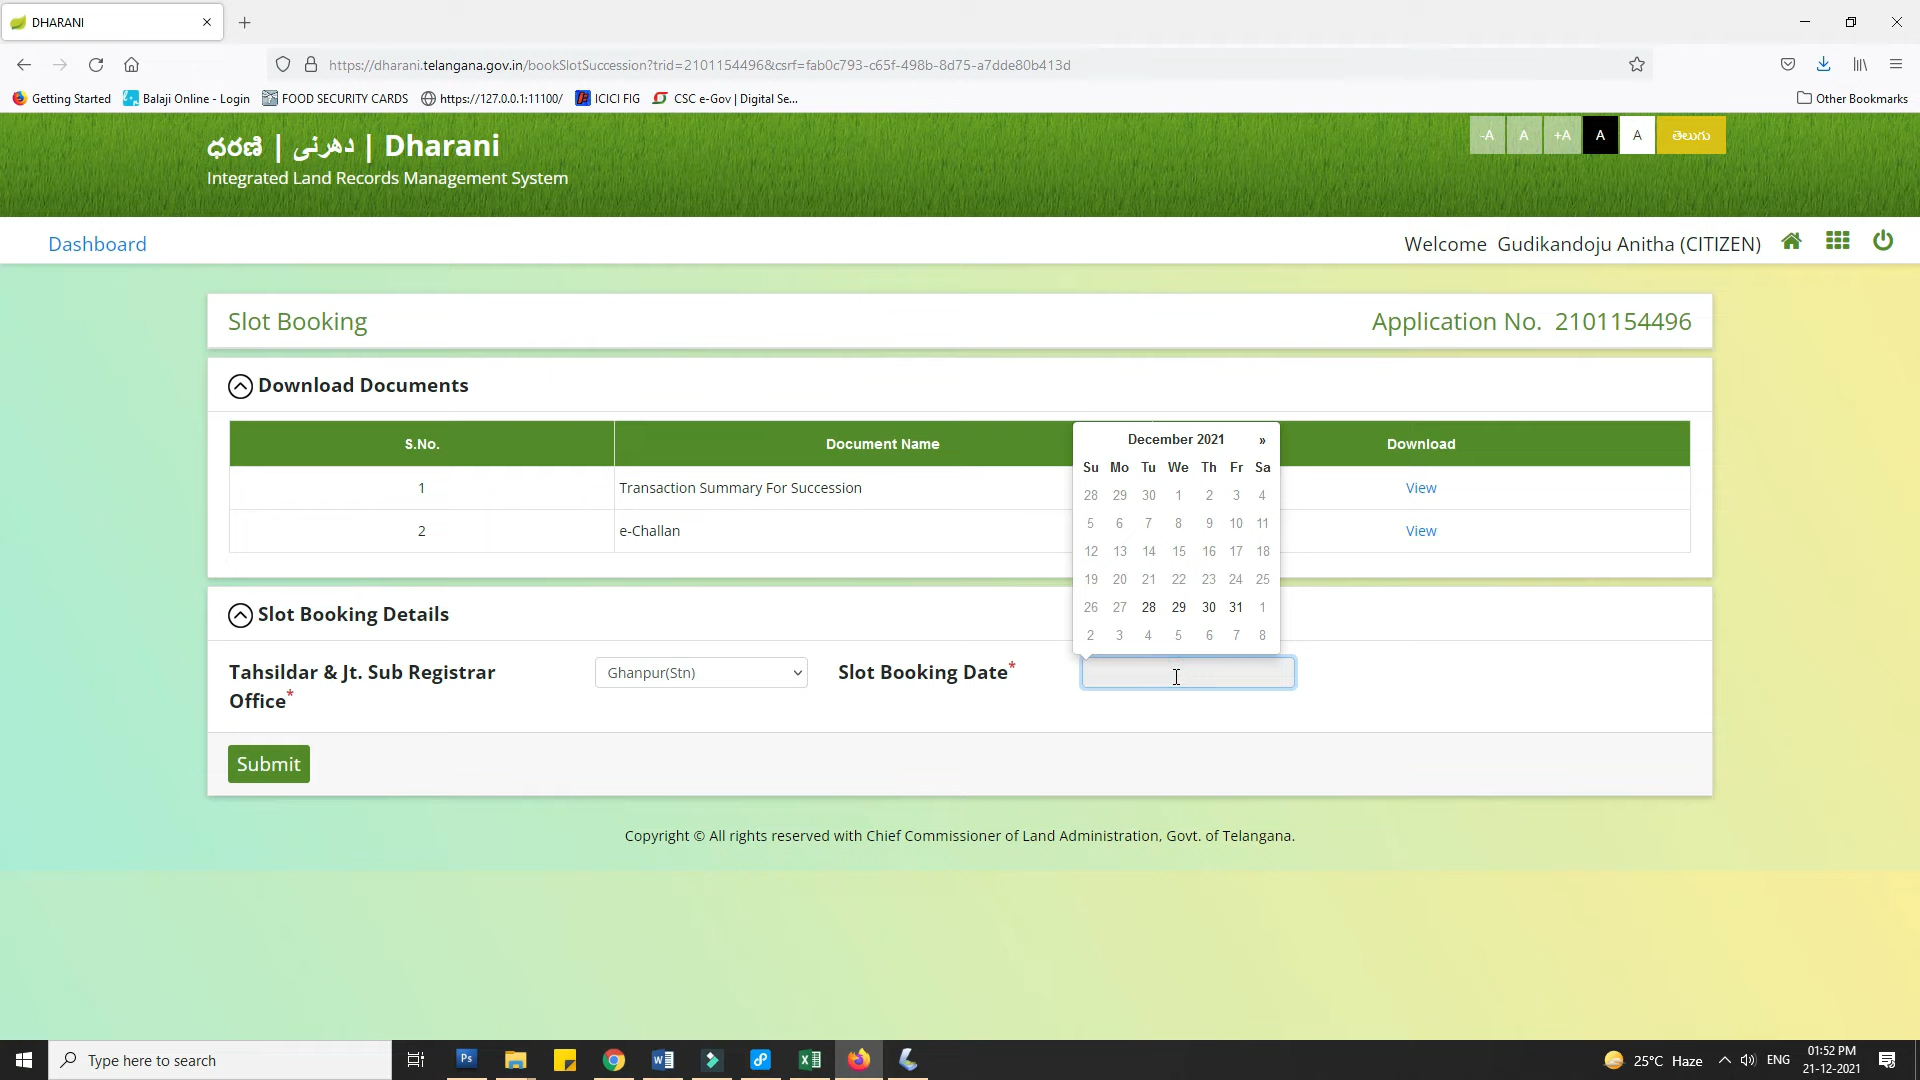 DHARANI
https://dharani.telangana.gov.in/bookSlotSuccession?trid=2101154496&csrf=fab0c793-c65f-498b-8d75-a7dde80b413d
Getting Started Balaji Online - Login FOOD SECURITY CARDS https://127.0.0.1:11100/ ICICI FIG CSC e-Gov | Digital Se... Other Bookmarks
ధరణి | دھرنی | Dharani
Integrated Land Records Management System
-A A +A A A తెలుగు
Dashboard
Welcome Gudikandoju Anitha (CITIZEN)
Slot Booking
Application No. 2101154496
Download Documents
S.No. Document Name Download
1 Transaction Summary For Succession View
2 e-Challan View
December 2021 »
Su Mo Tu We Th Fr Sa
28 29 30 1 2 3 4
5 6 7 8 9 10 11
12 13 14 15 16 17 18
19 20 21 22 23 24 25
26 27 28 29 30 31 1
2 3 4 5 6 7 8
Slot Booking Details
Tahsildar & Jt. Sub Registrar
Office*
Ghanpur(Stn)
Slot Booking Date*
Submit
Copyright © All rights reserved with Chief Commissioner of Land Administration, Govt. of Telangana.
Type here to search
Ps
25°C Haze
ENG
01:52 PM
21-12-2021